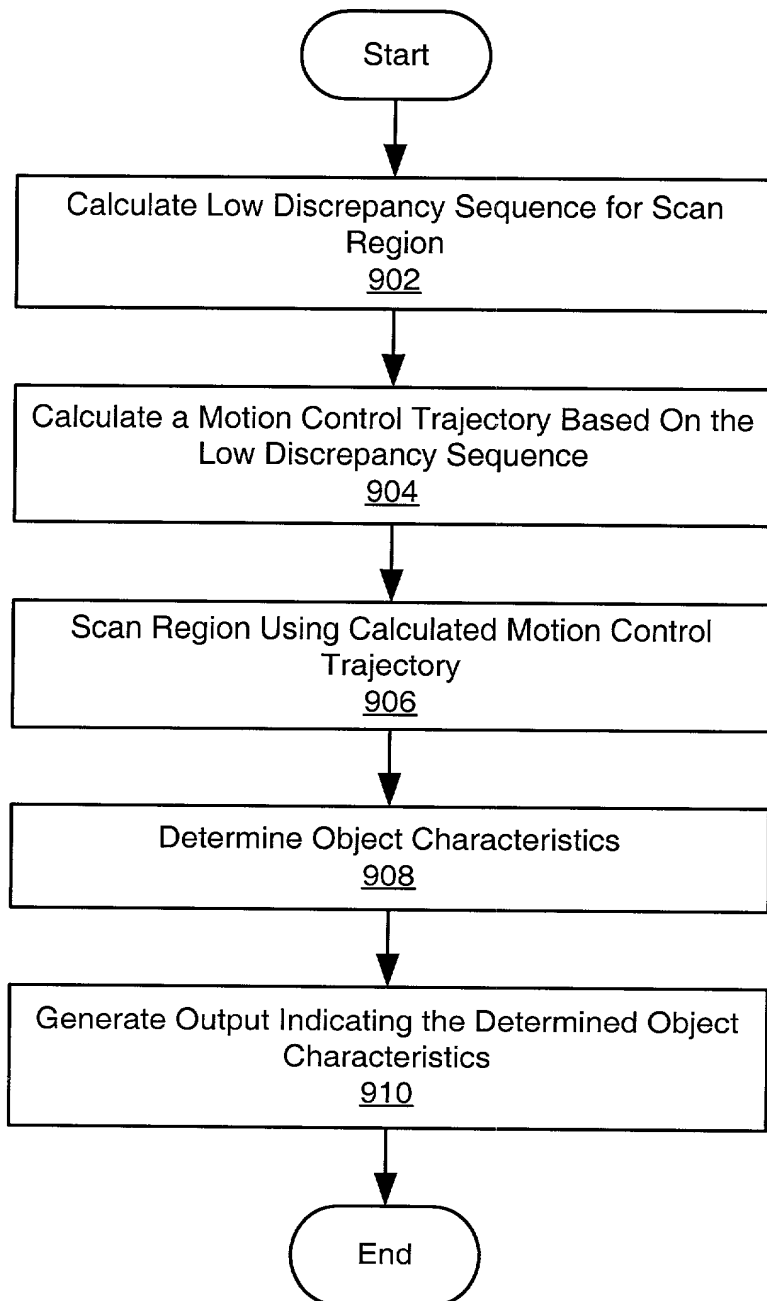 Start
Calculate Low Discrepancy Sequence for Scan
Region
902
Calculate a Motion Control Trajectory Based On the
Low Discrepancy Sequence
904
Scan Region Using Calculated Motion Control
Trajectory
906
Determine Object Characteristics
908
Generate Output Indicating the Determined Object
Characteristics
910
End